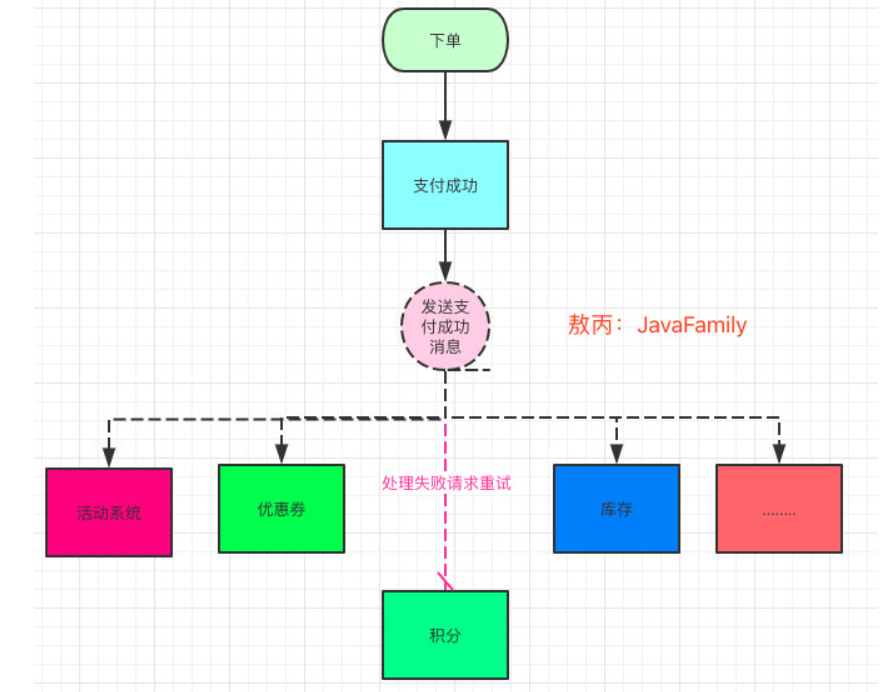 下单
支付成功
发送支
付成功
消息
敖丙：JavaFamily
处理失败请求重试
活动系统
优惠券
库存
........
积分